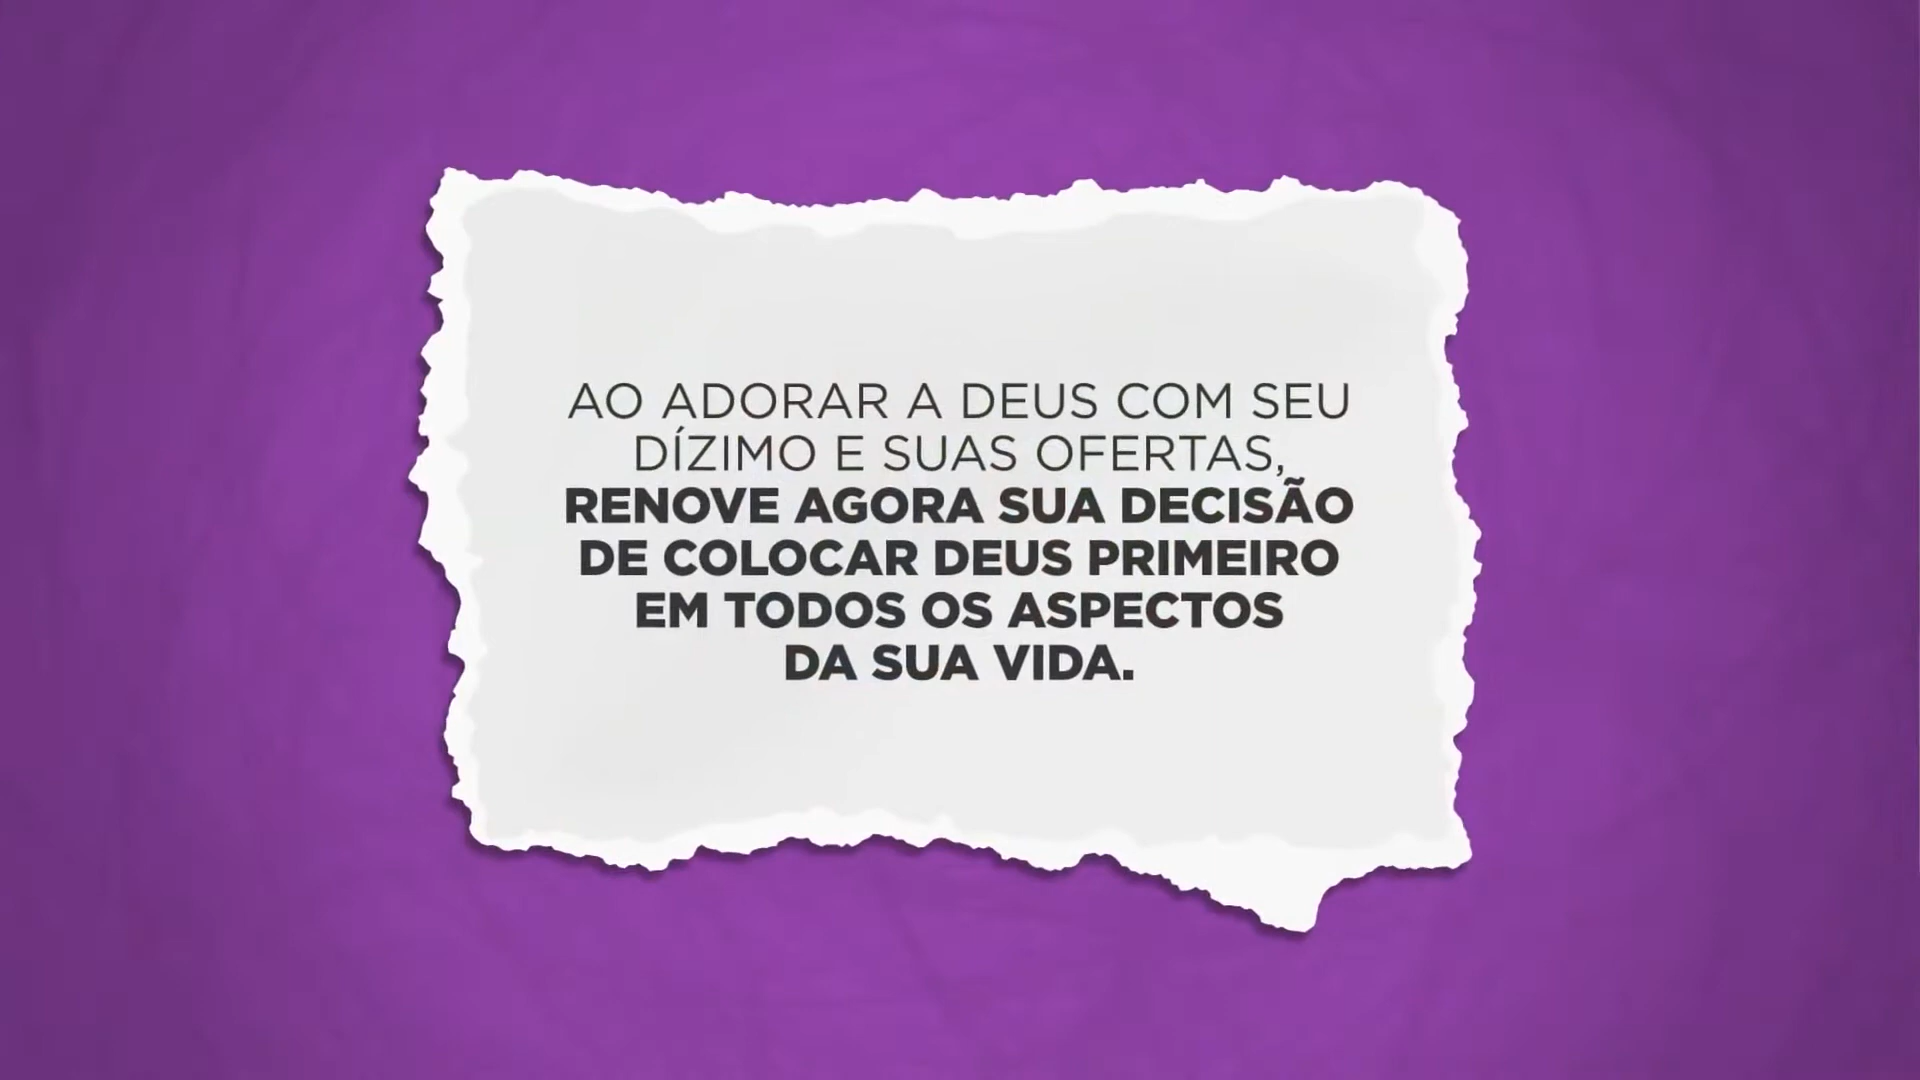 AO ADORAR A DEUS COM SEU
DÍZIMO E SUAS OFERTAS,
RENOVE AGORA SUA DECISÃO
DE COLOCAR DEUS PRIMEIRO
EM TODOS OS ASPECTOS
DA SUA VIDA.